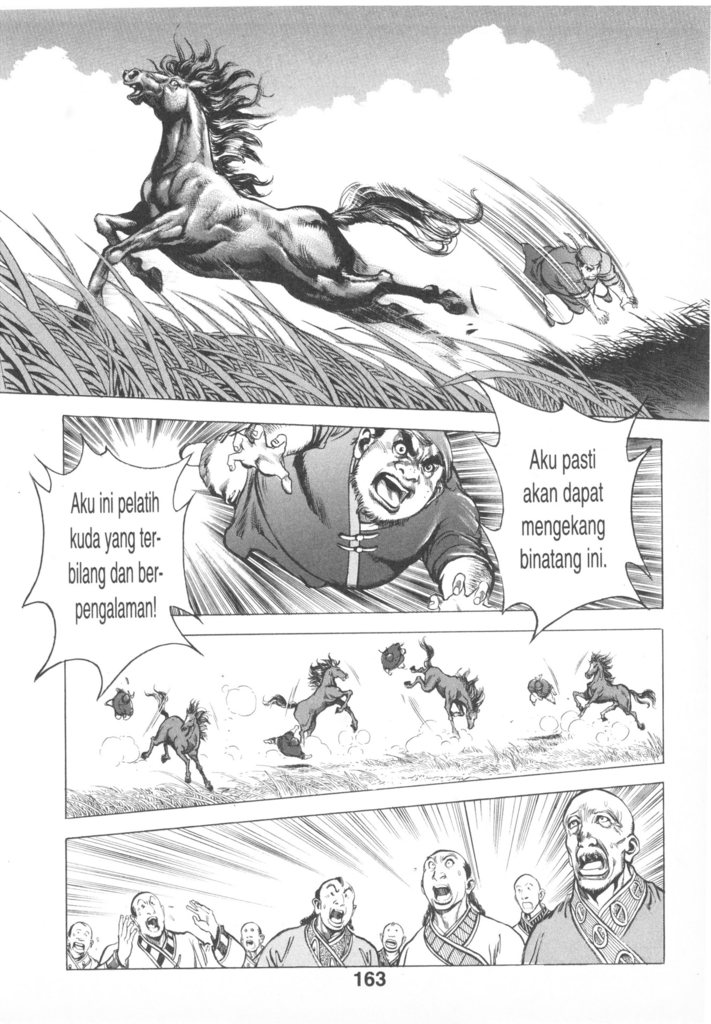 Aku ini pelatih
kuda yang ter-
bilang dan ber-
pengalaman!
Aku pasti
akan dapat
mengekang
binatang ini.
163